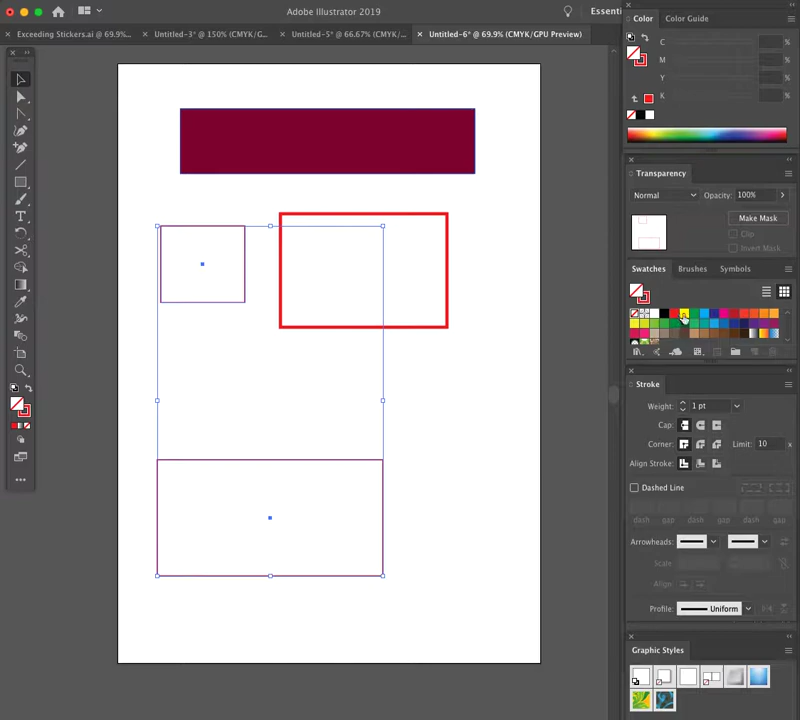 Adobe Illustrator 2019
Essenti
Exceeding Stickers.ai @ 69.9%...
Untitled-3* @ 150% (CMYK/G...
Untitled-5* @ 66.67% (CMYK/...
Untitled-6* @ 69.9% (CMYK/GPU Preview)
Color
Color Guide
C
%
M
%
Y
%
K
%
Transparency
Normal
Opacity:
100%
Make Mask
Clip
Invert Mask
Swatches
Brushes
Symbols
Stroke
Weight:
1 pt
Cap:
Corner:
Limit:
10
x
Align Stroke:
Dashed Line
dash
gap
dash
gap
dash
gap
Arrowheads:
Scale
Align:
Profile:
Uniform
Graphic Styles